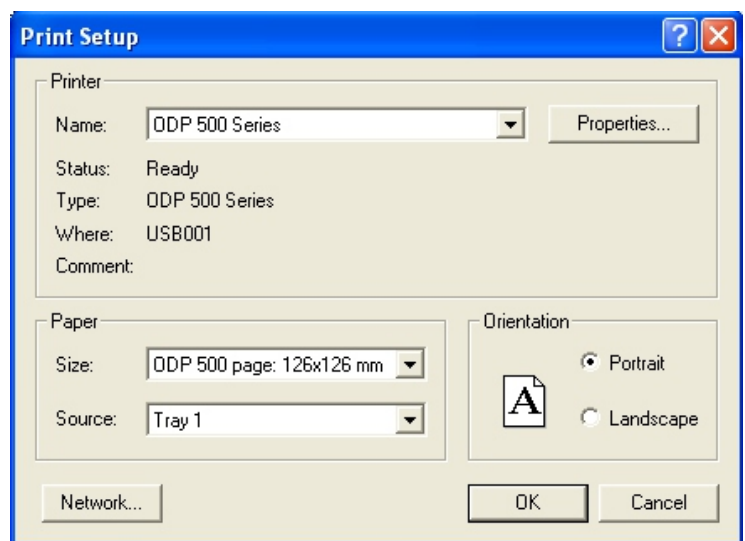 Print Setup
Printer
Name: ODP 500 Series Properties...
Status: Ready
Type: ODP 500 Series
Where: USB001
Comment:
Paper
Size: ODP 500 page: 126x126 mm
Source: Tray 1
Orientation
A
Portrait
Landscape
Network... OK Cancel